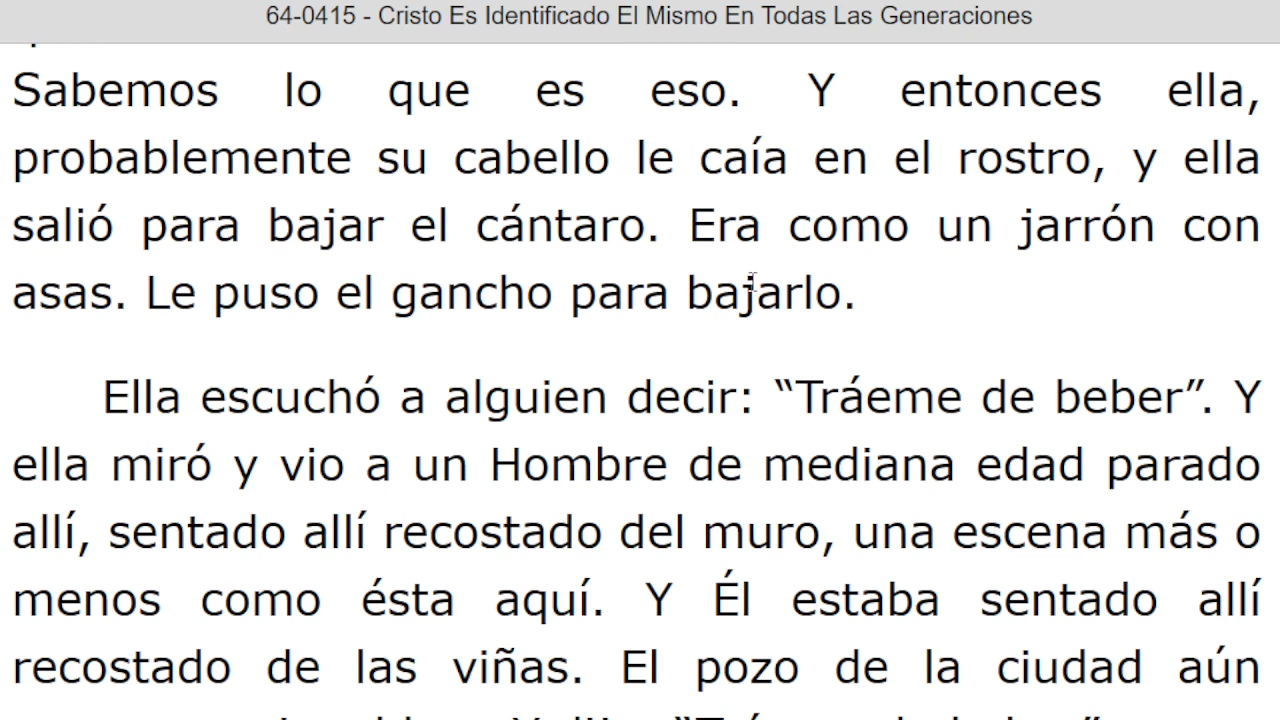 64-0415 - Cristo Es Identificado El Mismo En Todas Las Generaciones
Sabemos lo que es eso. Y entonces ella,
probablemente su cabello le caía en el rostro, y ella
salió para bajar el cántaro. Era como un jarrón con
asas. Le puso el gancho para bajarlo.
Ella escuchó a alguien decir: “Tráeme de beber”. Y
ella miró y vio a un Hombre de mediana edad parado
allí, sentado allí recostado del muro, una escena más o
menos como ésta aquí. Y Él estaba sentado allí
recostado de las viñas. El pozo de la ciudad aún